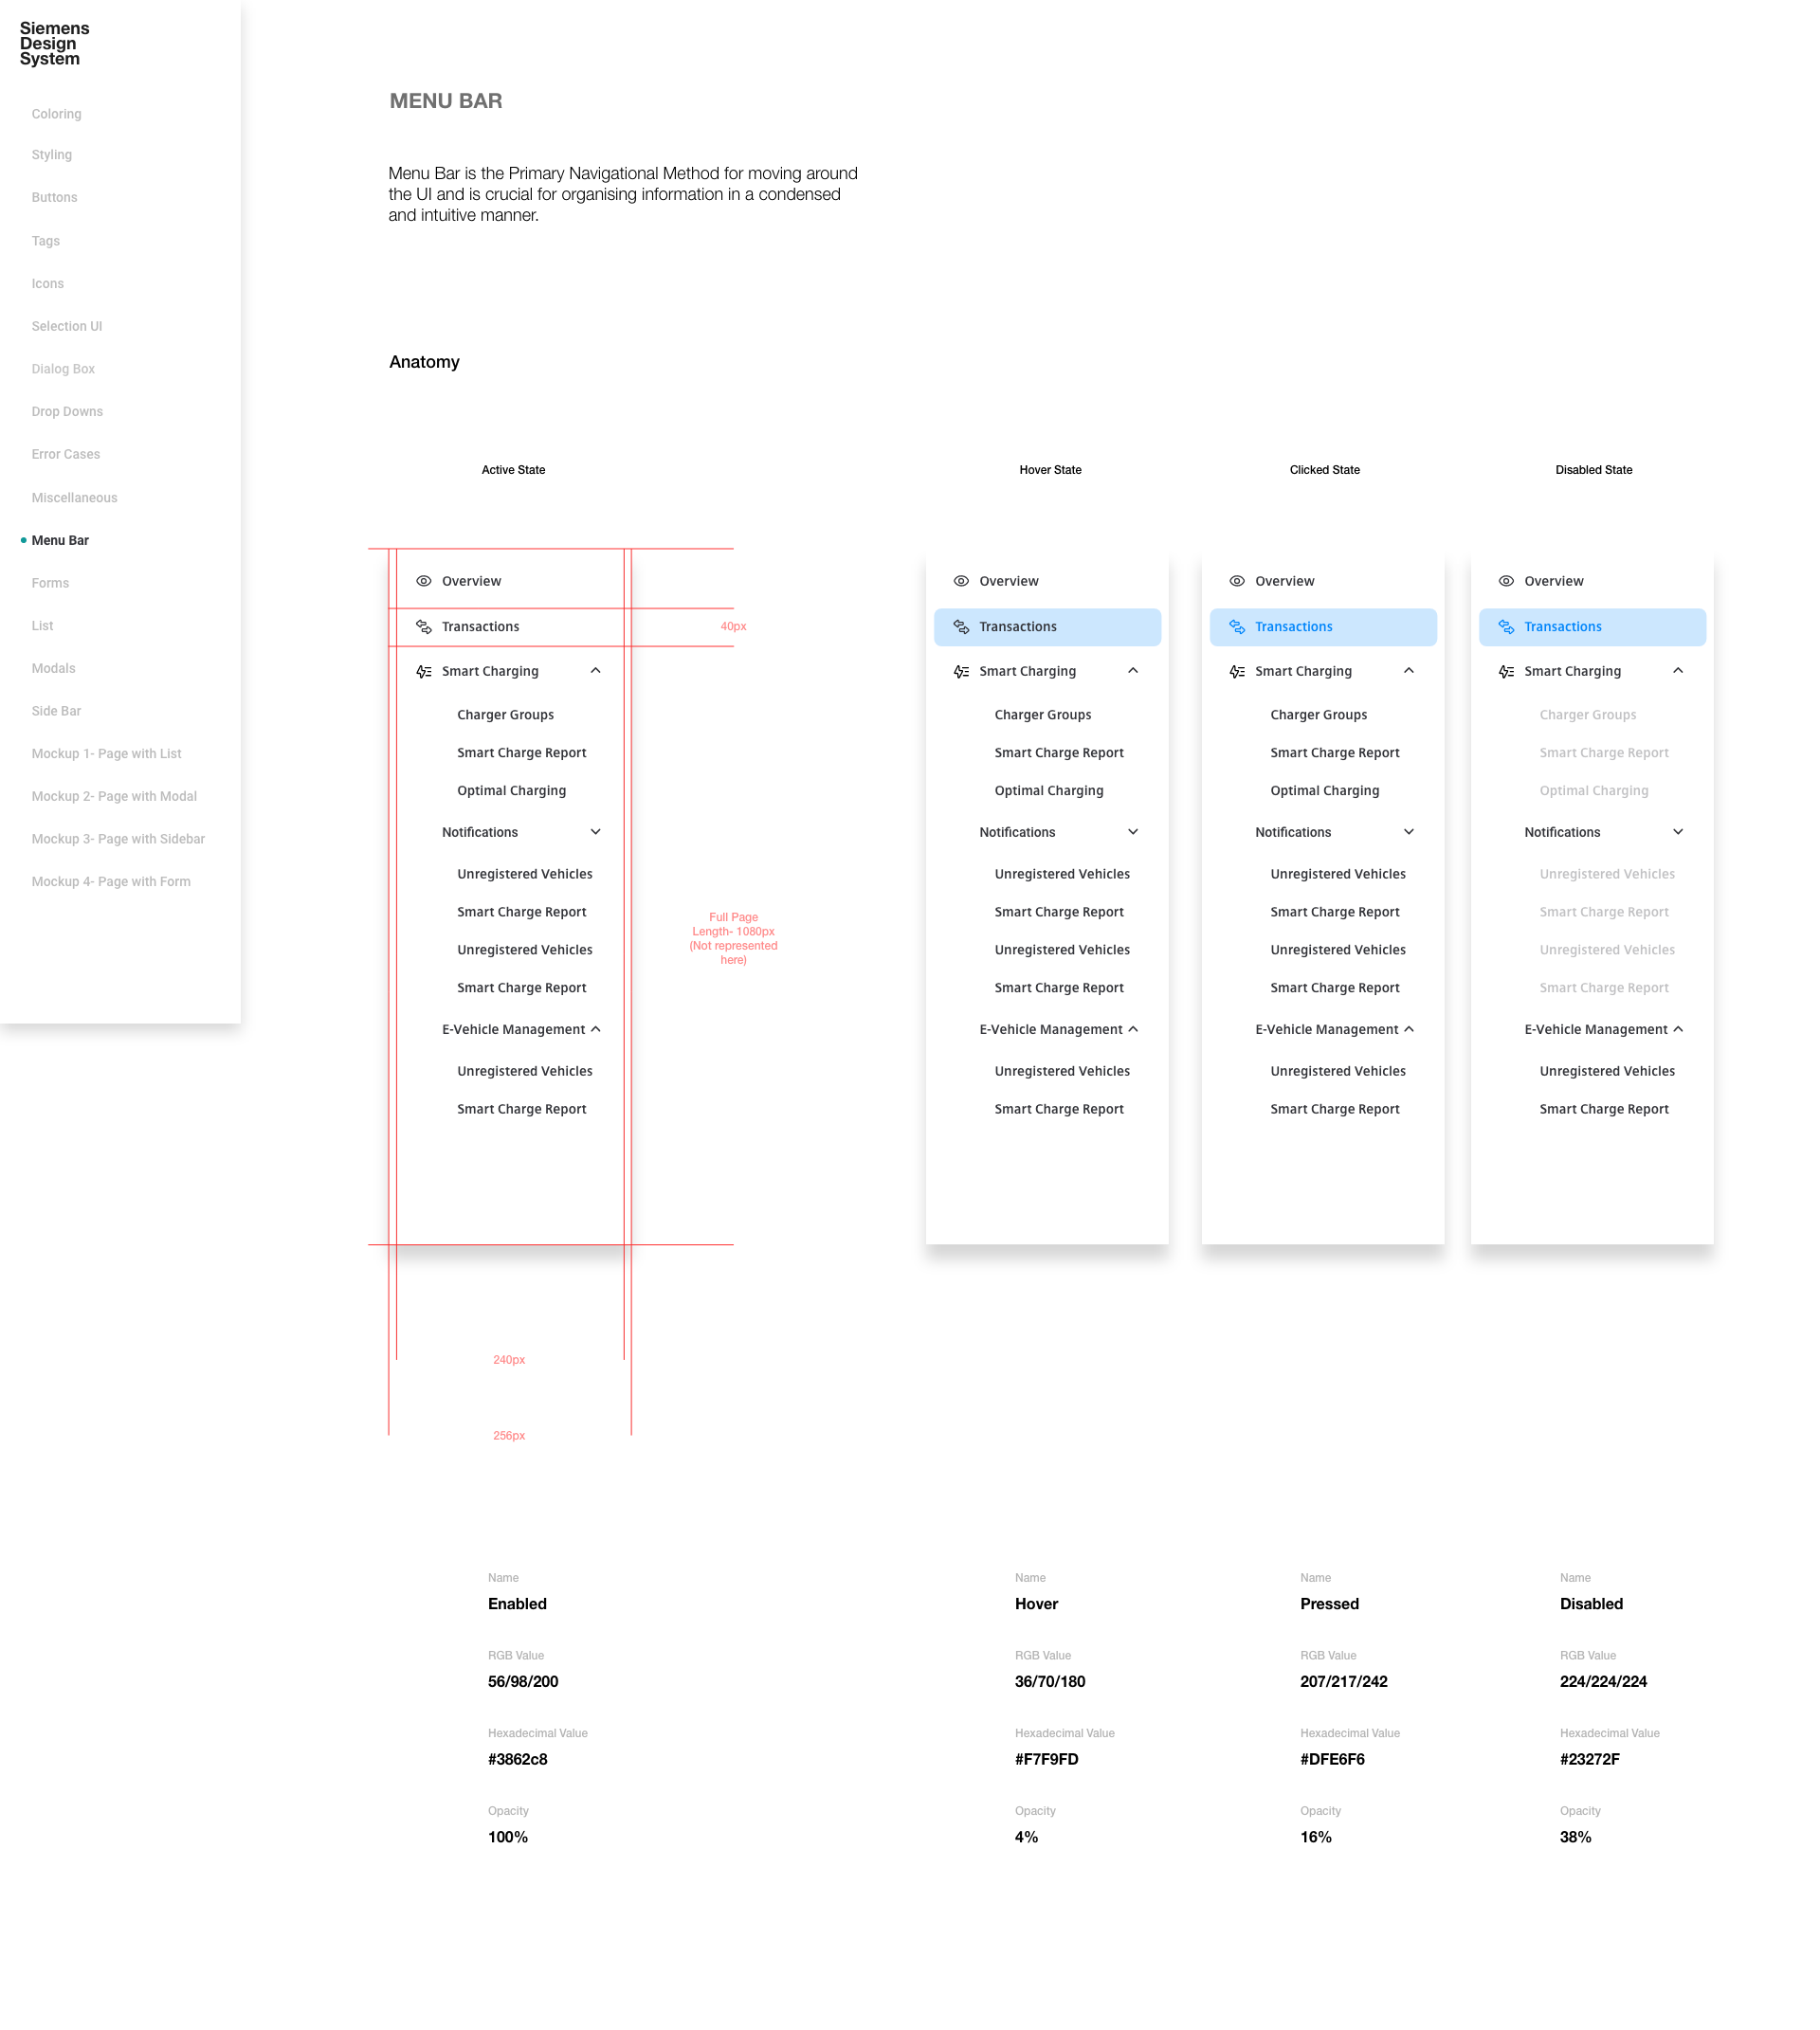 Siemens
Design
System
Coloring
Styling
Buttons
Tags
Icons
Selection UI
Dialog Box
Drop Downs
Error Cases
Miscellaneous
Menu Bar
Forms
List
Modals
Side Bar
Mockup 1- Page with List
Mockup 2- Page with Modal
Mockup 3- Page with Sidebar
Mockup 4- Page with Form
MENU BAR
Menu Bar is the Primary Navigational Method for moving around
the UI and is crucial for organising information in a condensed
and intuitive manner.
Anatomy
Active State
Overview
Transactions
40px
Smart Charging
Charger Groups
Smart Charge Report
Optimal Charging
Notifications
Unregistered Vehicles
Smart Charge Report
Unregistered Vehicles
Smart Charge Report
E-Vehicle Management
Unregistered Vehicles
Smart Charge Report
Full Page
Length- 1080px
(Not represented
here)
240px
256px
Hover State
Overview
Transactions
Smart Charging
Charger Groups
Smart Charge Report
Optimal Charging
Notifications
Unregistered Vehicles
Smart Charge Report
Unregistered Vehicles
Smart Charge Report
E-Vehicle Management
Unregistered Vehicles
Smart Charge Report
Clicked State
Overview
Transactions
Smart Charging
Charger Groups
Smart Charge Report
Optimal Charging
Notifications
Unregistered Vehicles
Smart Charge Report
Unregistered Vehicles
Smart Charge Report
E-Vehicle Management
Unregistered Vehicles
Smart Charge Report
Disabled State
Overview
Transactions
Smart Charging
Charger Groups
Smart Charge Report
Optimal Charging
Notifications
Unregistered Vehicles
Smart Charge Report
Unregistered Vehicles
Smart Charge Report
E-Vehicle Management
Unregistered Vehicles
Smart Charge Report
Name
Enabled
RGB Value
56/98/200
Hexadecimal Value
#3862c8
Opacity
100%
Name
Hover
RGB Value
36/70/180
Hexadecimal Value
#F7F9FD
Opacity
4%
Name
Pressed
RGB Value
207/217/242
Hexadecimal Value
#DFE6F6
Opacity
16%
Name
Disabled
RGB Value
224/224/224
Hexadecimal Value
#23272F
Opacity
38%